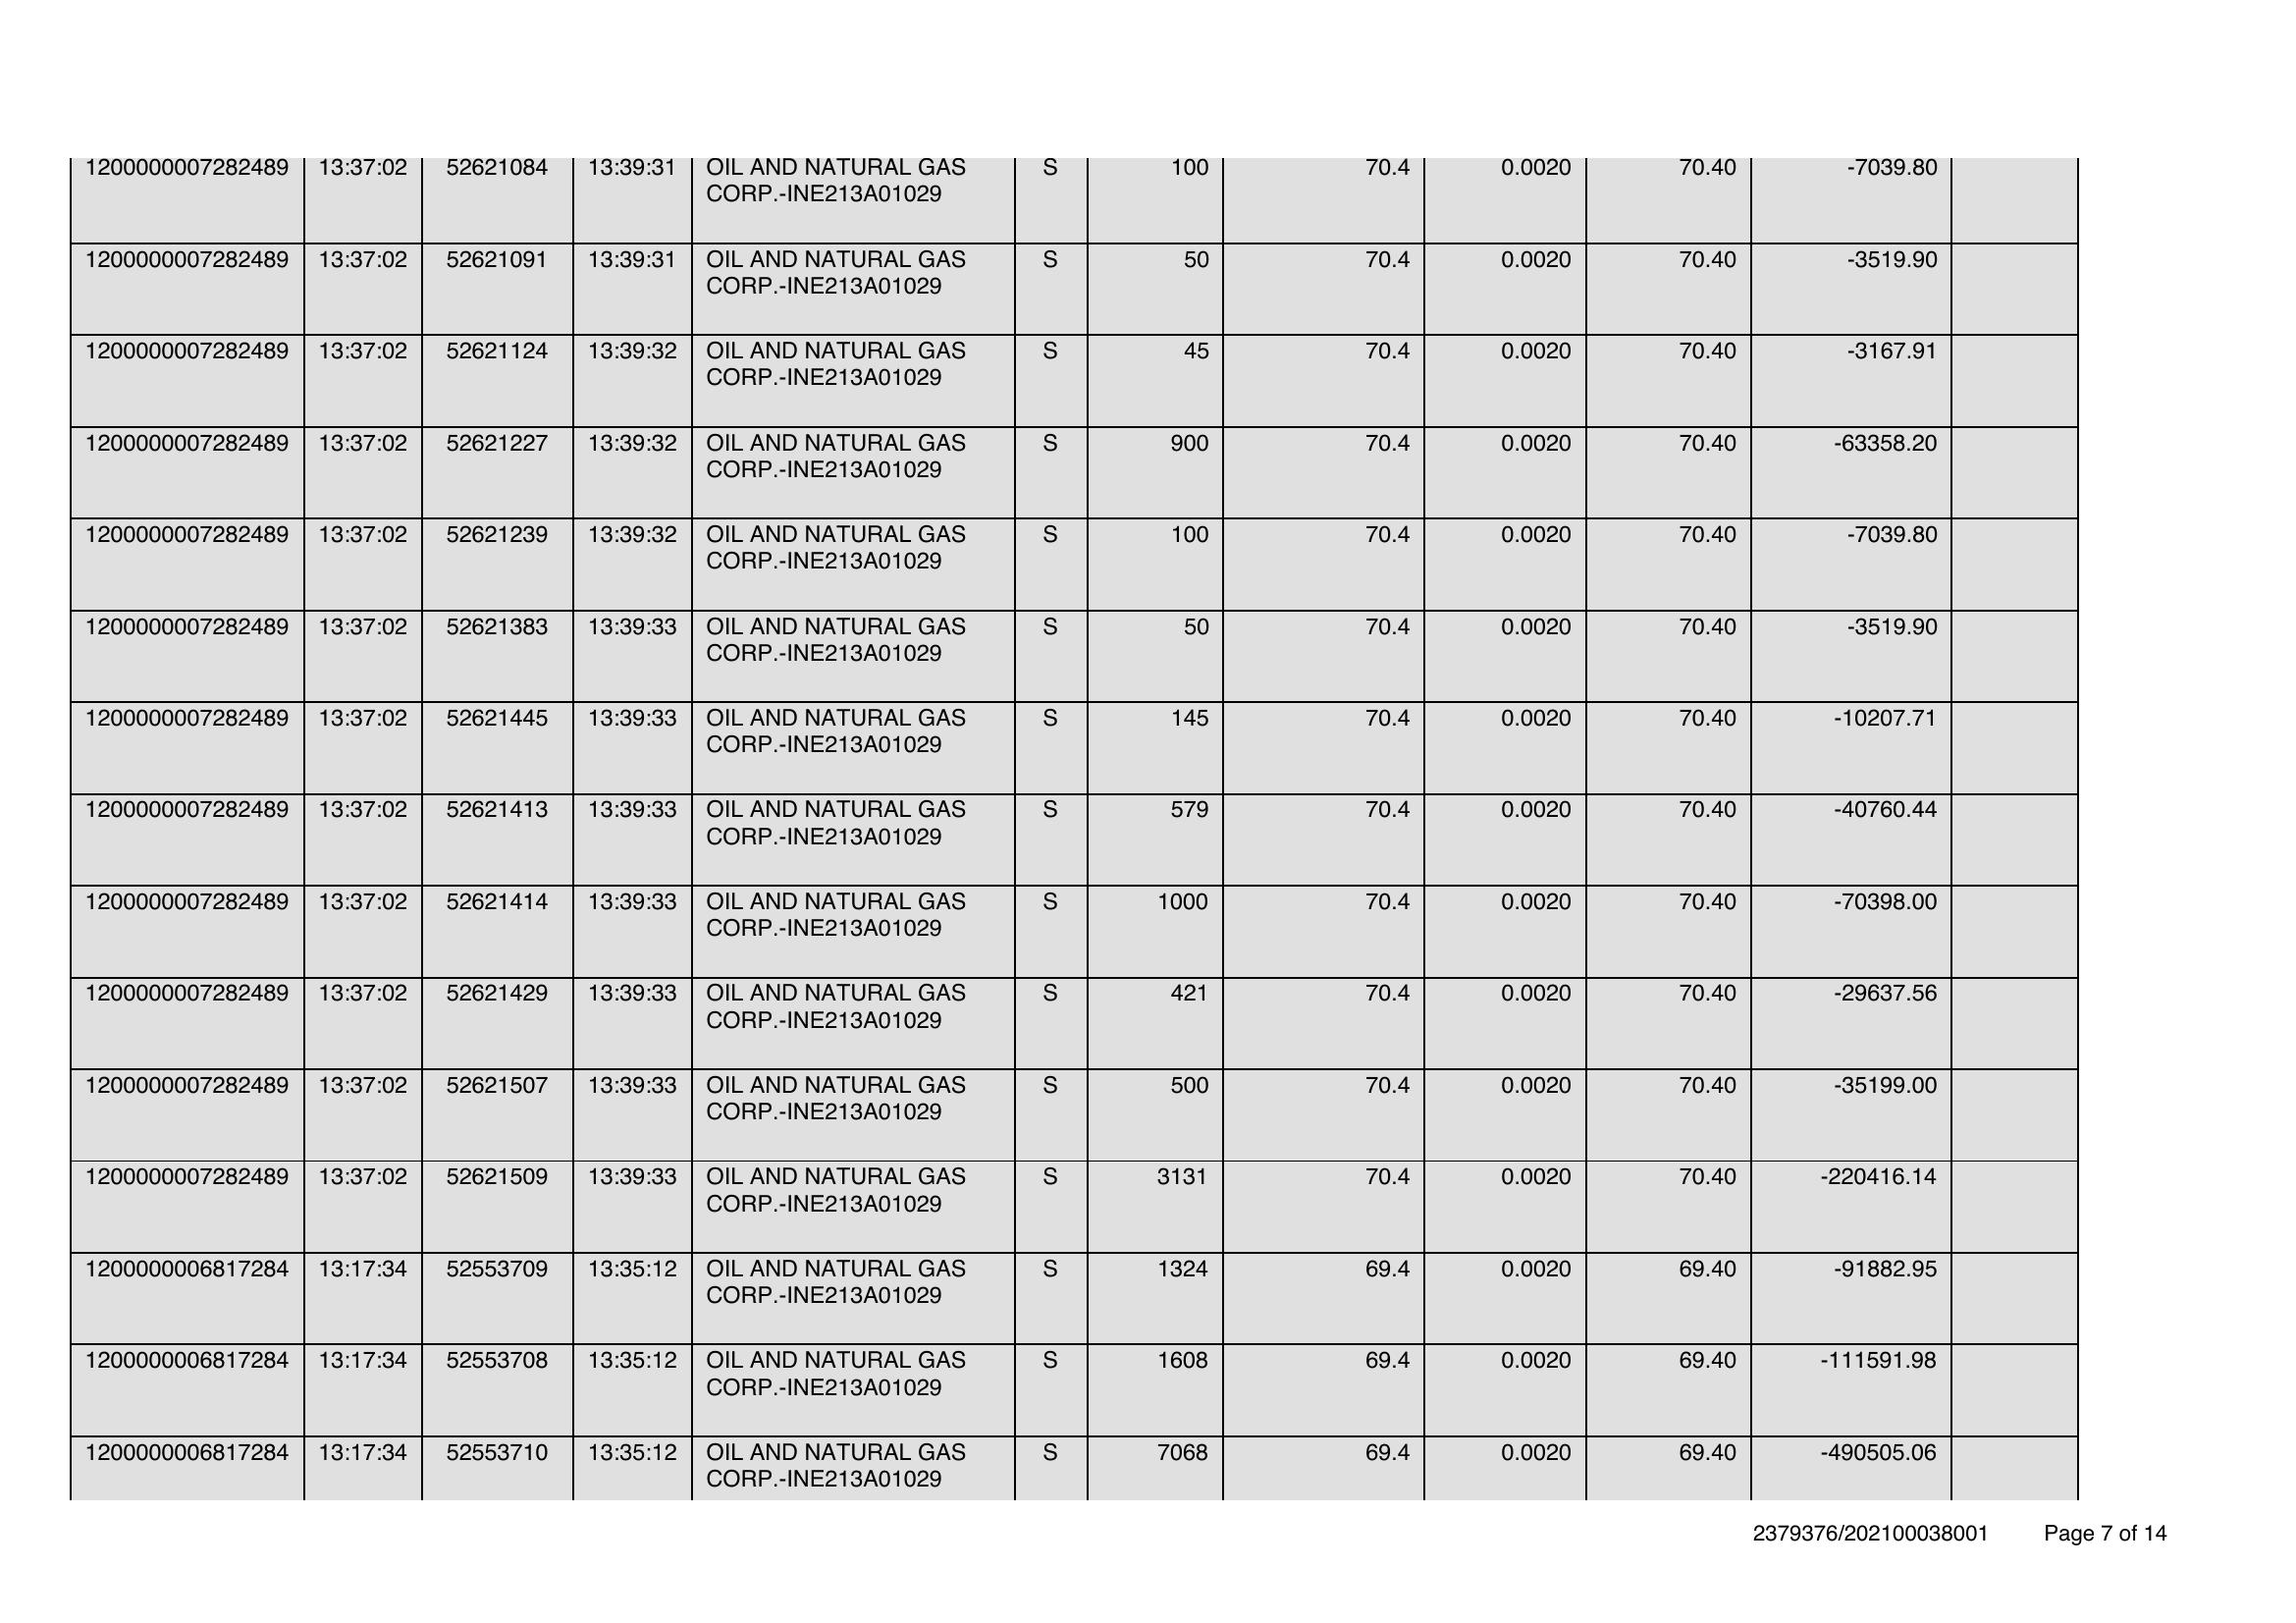 1200000007282489 13:37:02 52621084 13:39:31 OIL AND NATURAL GAS S 100 70.4 0.0020 70.40 -7039.80
CORP.-INE213A01029
1200000007282489 13:37:02 52621091 13:39:31 OIL AND NATURAL GAS S 50 70.4 0.0020 70.40 -3519.90
CORP.-INE213A01029
1200000007282489 13:37:02 52621124 13:39:32 OIL AND NATURAL GAS S 45 70.4 0.0020 70.40 -3167.91
CORP.-INE213A01029
1200000007282489 13:37:02 52621227 13:39:32 OIL AND NATURAL GAS S 900 70.4 0.0020 70.40 -63358.20
CORP.-INE213A01029
1200000007282489 13:37:02 52621239 13:39:32 OIL AND NATURAL GAS S 100 70.4 0.0020 70.40 -7039.80
CORP.-INE213A01029
1200000007282489 13:37:02 52621383 13:39:33 OIL AND NATURAL GAS S 50 70.4 0.0020 70.40 -3519.90
CORP.-INE213A01029
1200000007282489 13:37:02 52621445 13:39:33 OIL AND NATURAL GAS S 145 70.4 0.0020 70.40 -10207.71
CORP.-INE213A01029
1200000007282489 13:37:02 52621413 13:39:33 OIL AND NATURAL GAS S 579 70.4 0.0020 70.40 -40760.44
CORP.-INE213A01029
1200000007282489 13:37:02 52621414 13:39:33 OIL AND NATURAL GAS S 1000 70.4 0.0020 70.40 -70398.00
CORP.-INE213A01029
1200000007282489 13:37:02 52621429 13:39:33 OIL AND NATURAL GAS S 421 70.4 0.0020 70.40 -29637.56
CORP.-INE213A01029
1200000007282489 13:37:02 52621507 13:39:33 OIL AND NATURAL GAS S 500 70.4 0.0020 70.40 -35199.00
CORP.-INE213A01029
1200000007282489 13:37:02 52621509 13:39:33 OIL AND NATURAL GAS S 3131 70.4 0.0020 70.40 -220416.14
CORP.-INE213A01029
1200000006817284 13:17:34 52553709 13:35:12 OIL AND NATURAL GAS S 1324 69.4 0.0020 69.40 -91882.95
CORP.-INE213A01029
1200000006817284 13:17:34 52553708 13:35:12 OIL AND NATURAL GAS S 1608 69.4 0.0020 69.40 -111591.98
CORP.-INE213A01029
1200000006817284 13:17:34 52553710 13:35:12 OIL AND NATURAL GAS S 7068 69.4 0.0020 69.40 -490505.06
CORP.-INE213A01029
2379376/202100038001 Page 7 of 14